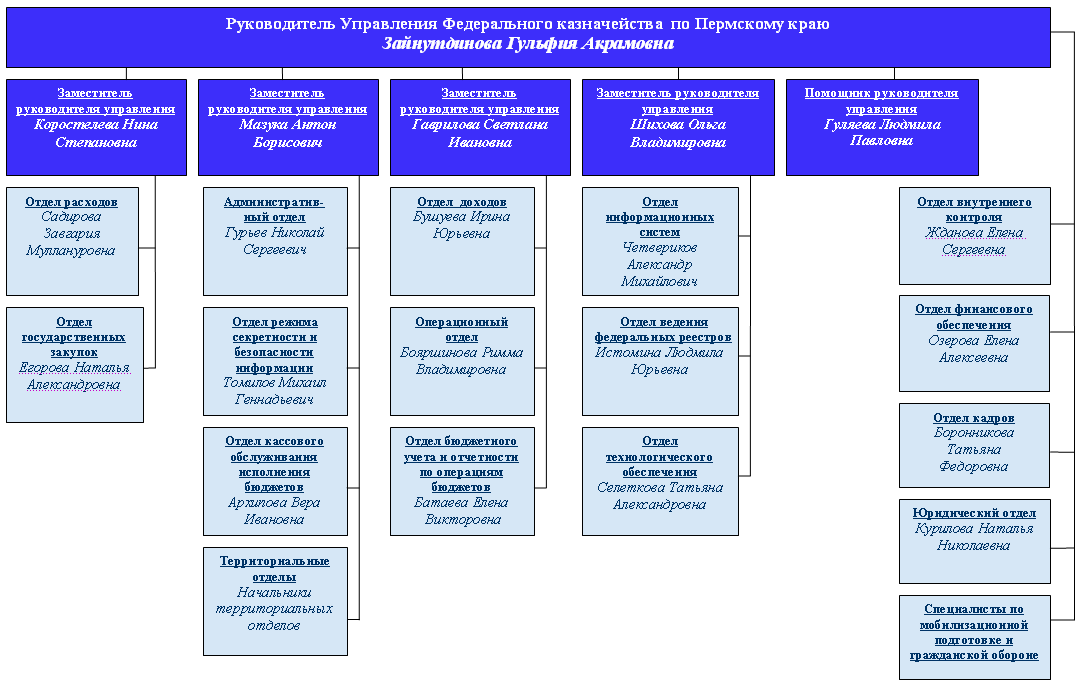 Руководитель Управления Федерального казначейства по Пермскому краю
Зайнутдинова Гульфия Акрамовна
Заместитель
руководителя управления
Коростелева Нина
Степановна
Заместитель
руководителя управления
Мазука Антон
Борисович
Заместитель
руководителя управления
Гаврилова Светлана
Ивановна
Заместитель руководителя
управления
Шихова Ольга
Владимировна
Помощник руководителя
управления
Гуляева Людмила
Павловна
Отдел расходов
Садирова
Завгария
Муллануровна
Отдел
государственных
закупок
Егорова Наталья
Александровна
Административ-
ный отдел
Гурьев Николай
Сергеевич
Отдел режима
секретности и
безопасности
информации
Томилов Михаил
Геннадьевич
Отдел кассового
обслуживания
исполнения
бюджетов
Архипова Вера
Ивановна
Территориальные
отделы
Начальники
территориальных
отделов
Отдел доходов
Бушуева Ирина
Юрьевна
Операционный
отдел
Бояршинова Римма
Владимировна
Отдел бюджетного
учета и отчетности
по операциям
бюджетов
Батаева Елена
Викторовна
Отдел
информационных
систем
Четвериков
Александр
Михайлович
Отдел ведения
федеральных реестров
Истомина Людмила
Юрьевна
Отдел
технологического
обеспечения
Селеткова Татьяна
Александровна
Отдел внутреннего
контроля
Жданова Елена
Сергеевна
Отдел финансового
обеспечения
Озерова Елена
Алексеевна
Отдел кадров
Боронникова
Татьяна
Федоровна
Юридический отдел
Курилова Наталья
Николаевна
Специалисты по
мобилизационной
подготовке и
гражданской обороне